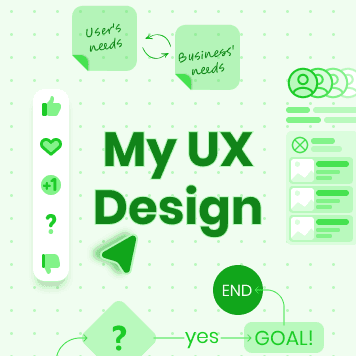 User's
needs
Business'
needs
My UX
Design
+1
?
END
?
yes
GOAL!